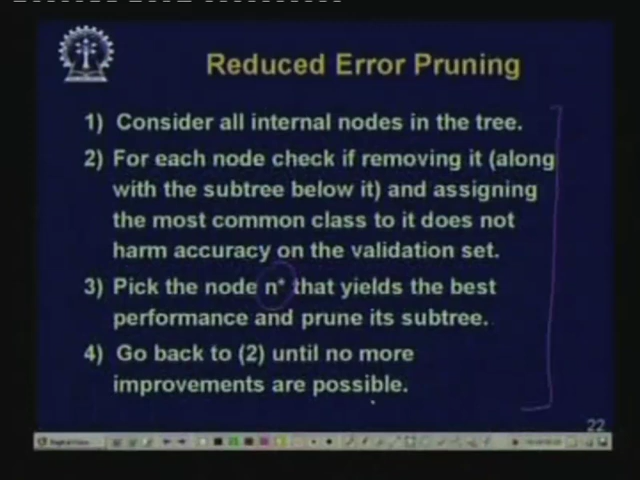 Reduced Error Pruning
1) Consider all internal nodes in the tree.
2) For each node check if removing it (along
with the subtree below it) and assigning
the most common class to it does not
harm accuracy on the validation set.
3) Pick the node n* that yields the best
performance and prune its subtree.
4) Go back to (2) until no more
improvements are possible.
22